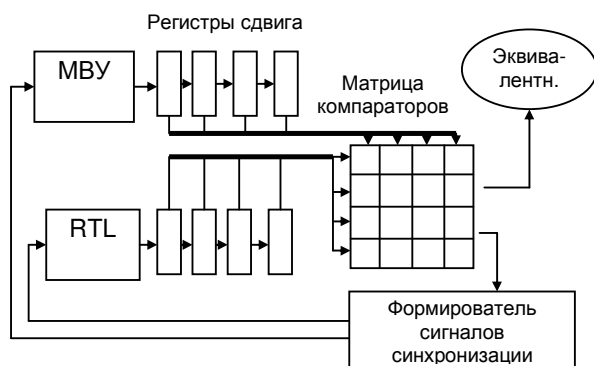 Регистры сдвига
МВУ
Эквива-
лентн.
Матрица
компараторов
RTL
Формирователь
сигналов
синхронизации